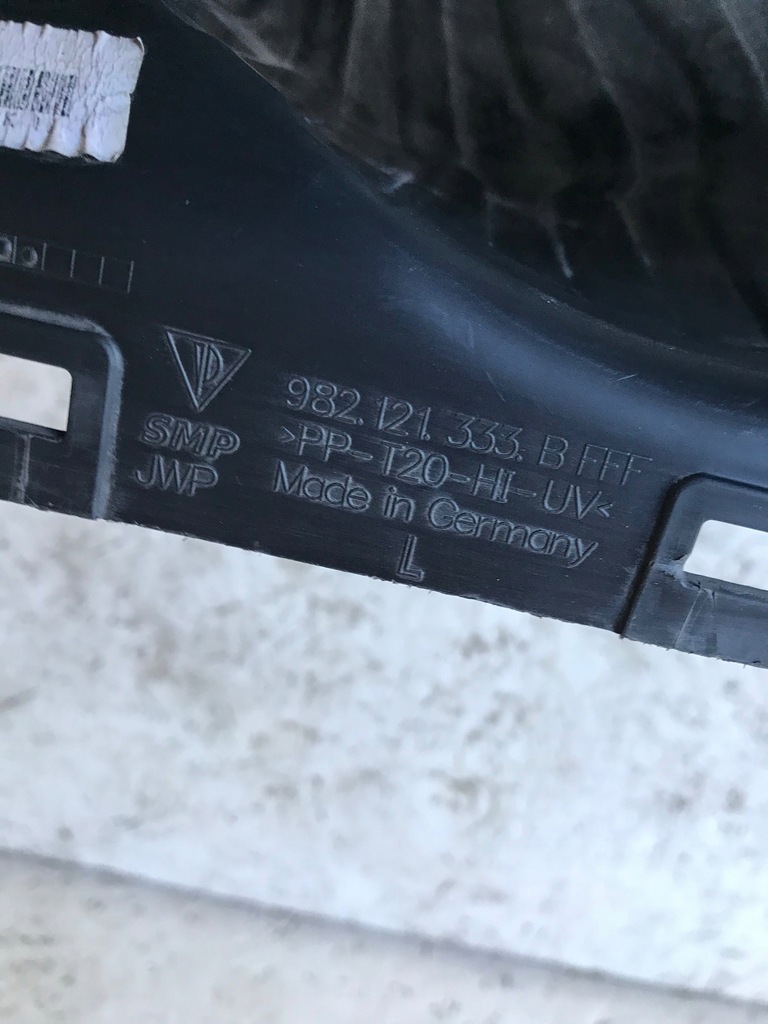 982.121.333.B FFF
>PP-T20-HI-UV<
Made in Germany
L
SMP
JWP